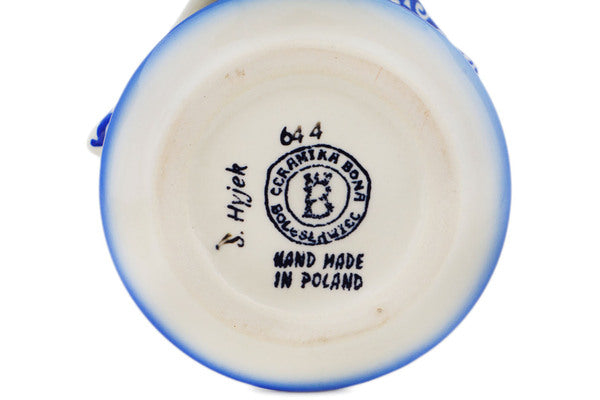 644
CERAMIKA BONA
BOLESŁAWIEC
B
S. Hyjek
HAND MADE
IN POLAND